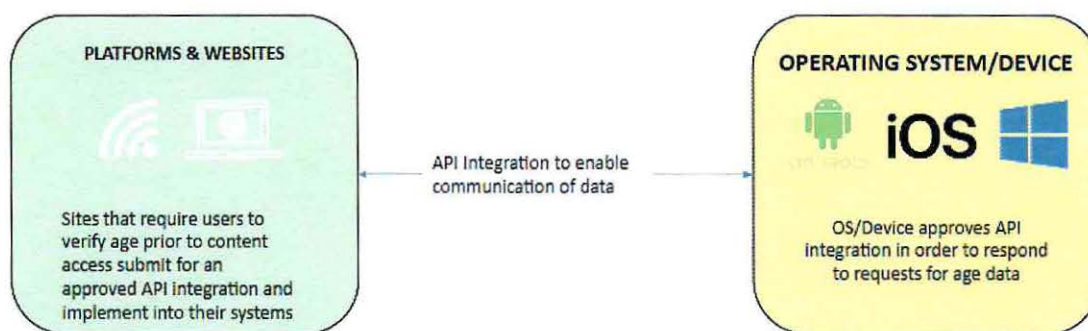 PLATFORMS & WEBSITES
Sites that require users to
verify age prior to content
access submit for an
approved API integration and
implement into their systems
API Integration to enable
communication of data
OPERATING SYSTEM/DEVICE
iOS
OS/Device approves API
integration in order to respond
to requests for age data